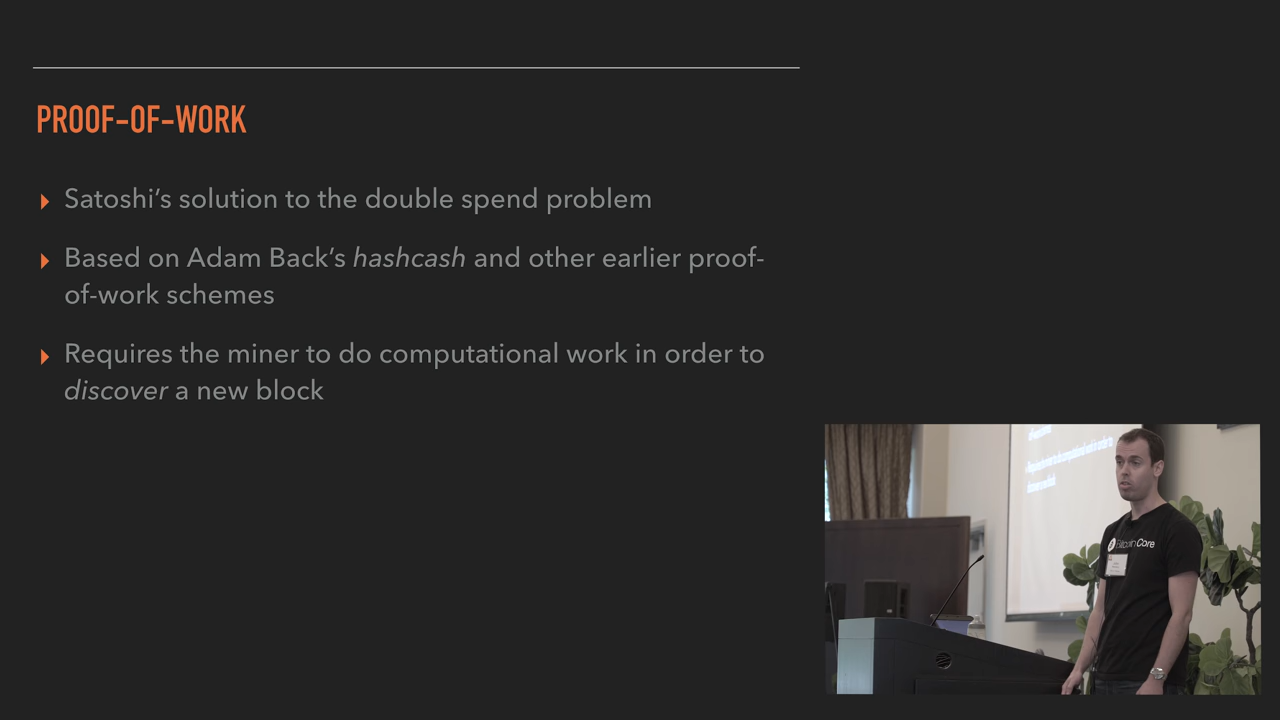 PROOF-OF-WORK
Satoshi’s solution to the double spend problem
Based on Adam Back’s hashcash and other earlier proof-
of-work schemes
Requires the miner to do computational work in order to
discover a new block
Bitcoin Core